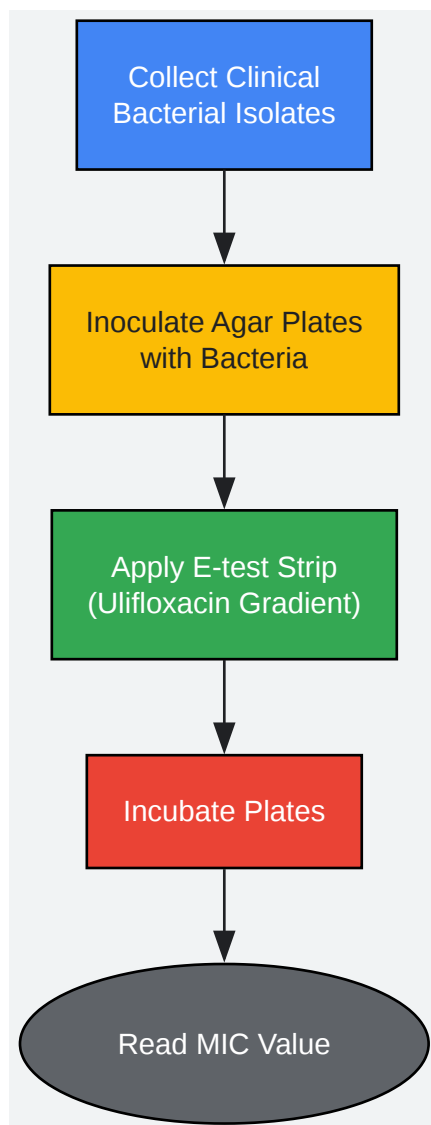 Collect Clinical
Bacterial Isolates
Inoculate Agar Plates
with Bacteria
Apply E-test Strip
(Ulifloxacin Gradient)
Incubate Plates
Read MIC Value